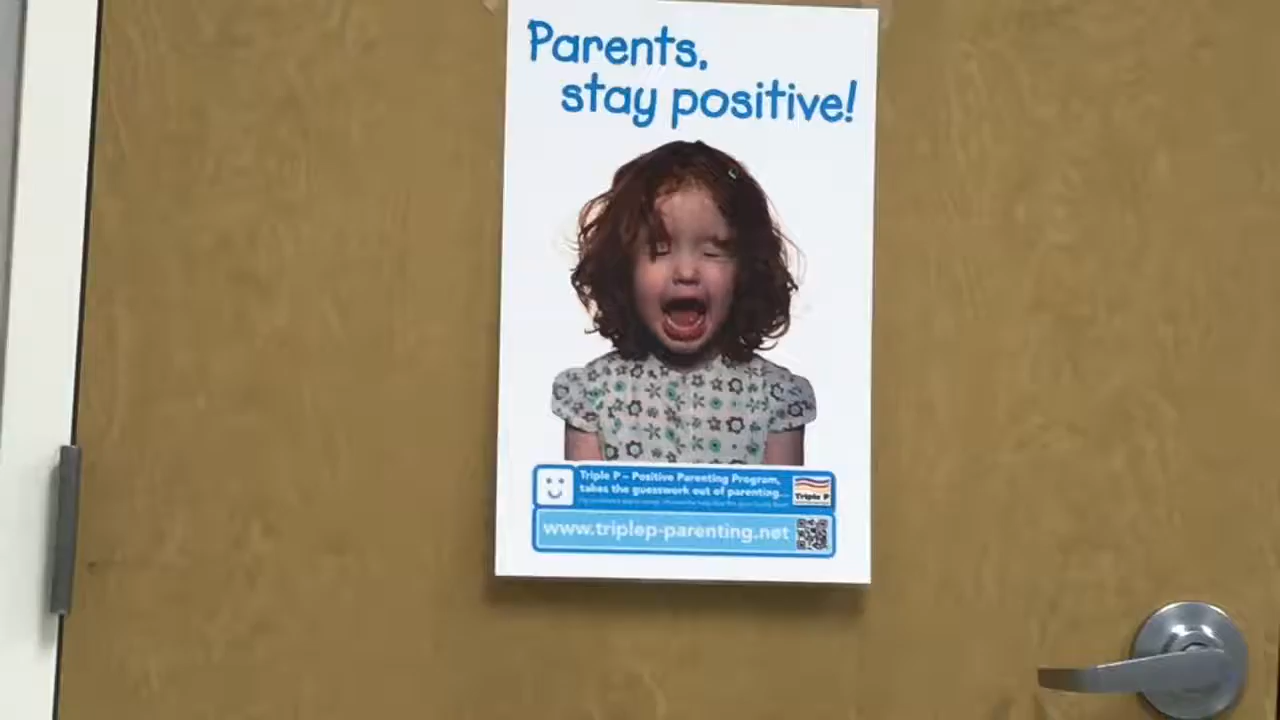 Parents,
stay positive!
Triple P – Positive Parenting Program,
takes the guesswork out of parenting...
Triple P
www.triplep-parenting.net